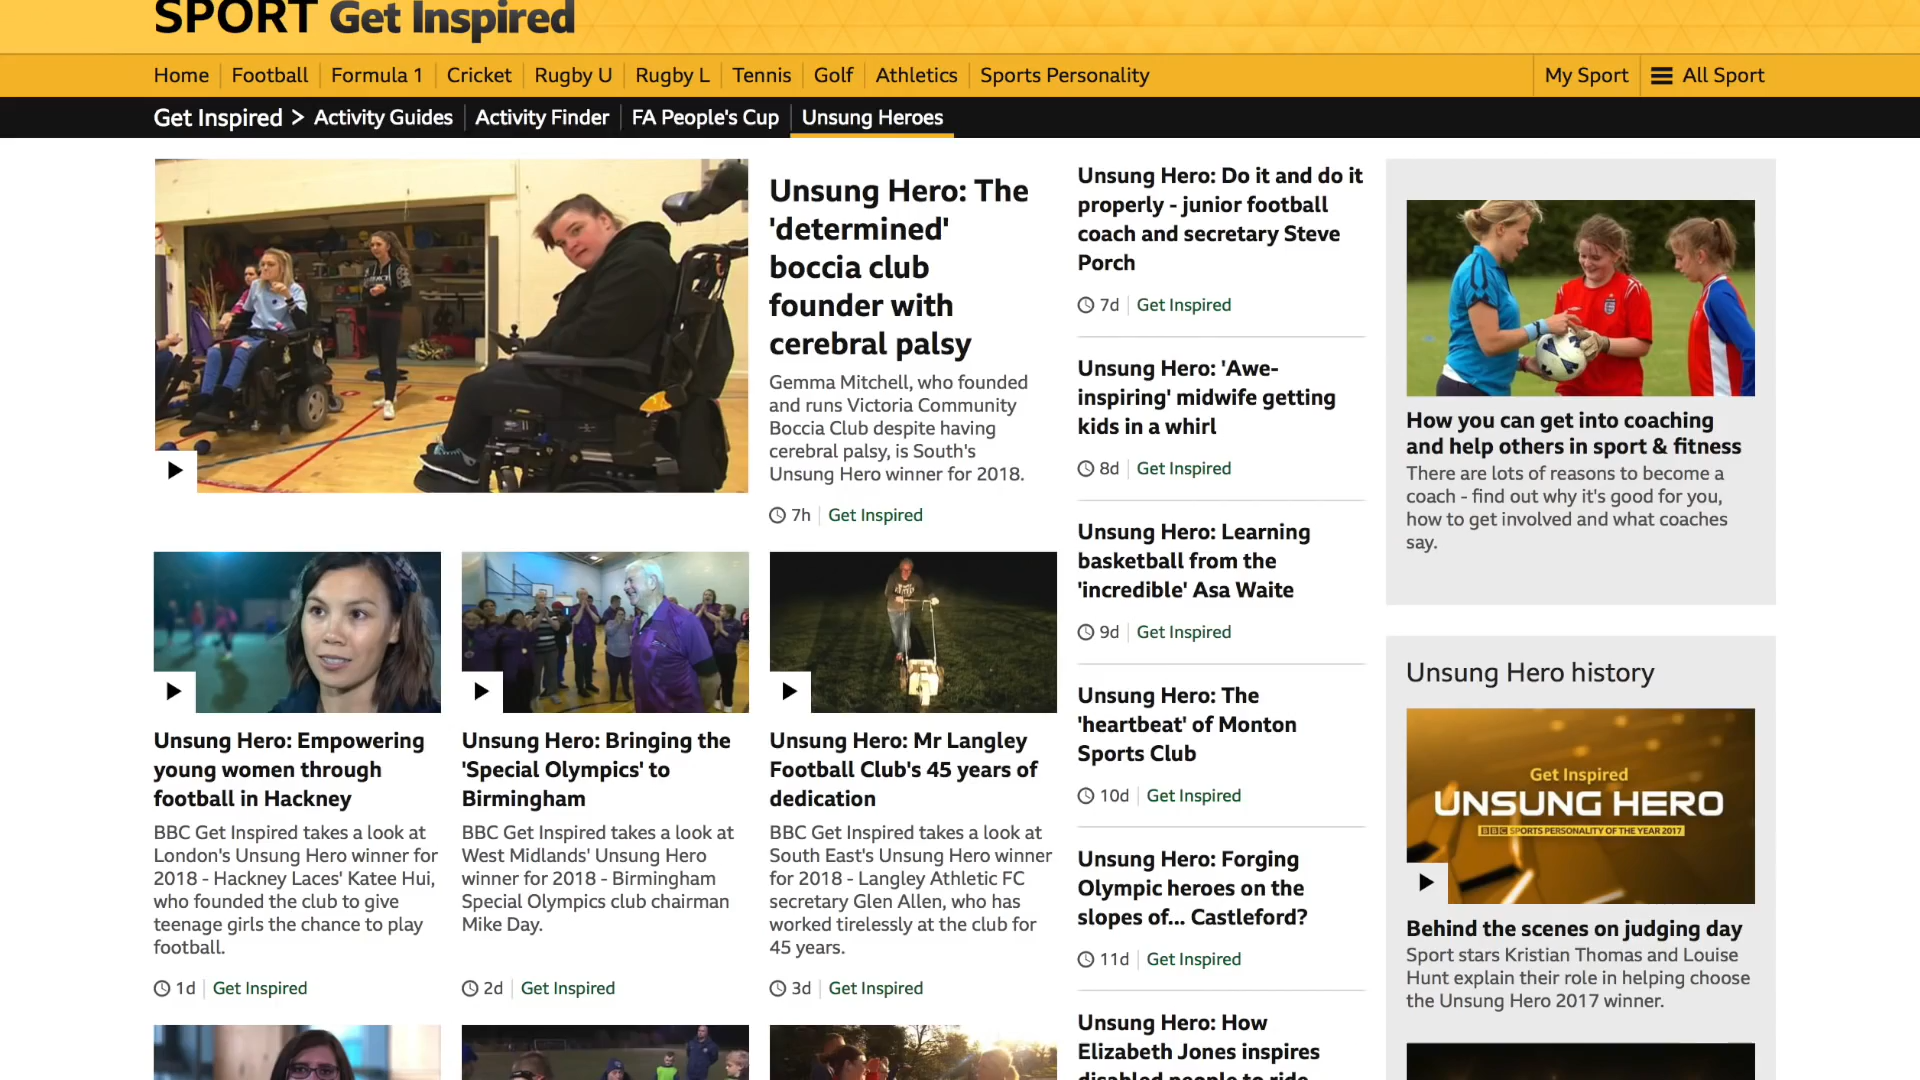 SPORT Get Inspired
Home
Football
Formula 1
Cricket
Rugby U
Rugby L
Tennis
Golf
Athletics
Sports Personality
My Sport
All Sport
Get Inspired >
Activity Guides
Activity Finder
FA People's Cup
Unsung Heroes
Unsung Hero: The
'determined'
boccia club
founder with
cerebral palsy
Gemma Mitchell, who founded
and runs Victoria Community
Boccia Club despite having
cerebral palsy, is South's
Unsung Hero winner for 2018.
7h
Get Inspired
Unsung Hero: Empowering
young women through
football in Hackney
BBC Get Inspired takes a look at
London's Unsung Hero winner for
2018 - Hackney Laces' Katee Hui,
who founded the club to give
teenage girls the chance to play
football.
1d
Get Inspired
Unsung Hero: Bringing the
'Special Olympics' to
Birmingham
BBC Get Inspired takes a look at
West Midlands' Unsung Hero
winner for 2018 - Birmingham
Special Olympics club chairman
Mike Day.
2d
Get Inspired
Unsung Hero: Mr Langley
Football Club's 45 years of
dedication
BBC Get Inspired takes a look at
South East's Unsung Hero winner
for 2018 - Langley Athletic FC
secretary Glen Allen, who has
worked tirelessly at the club for
45 years.
3d
Get Inspired
Unsung Hero: Do it and do it
properly - junior football
coach and secretary Steve
Porch
7d
Get Inspired
Unsung Hero: 'Awe-
inspiring' midwife getting
kids in a whirl
8d
Get Inspired
Unsung Hero: Learning
basketball from the
'incredible' Asa Waite
9d
Get Inspired
Unsung Hero: The
'heartbeat' of Monton
Sports Club
10d
Get Inspired
Unsung Hero: Forging
Olympic heroes on the
slopes of... Castleford?
11d
Get Inspired
Unsung Hero: How
Elizabeth Jones inspires
disabled people to ride
How you can get into coaching
and help others in sport & fitness
There are lots of reasons to become a
coach - find out why it's good for you,
how to get involved and what coaches
say.
Unsung Hero history
Get Inspired
UNSUNG HERO
BBC SPORTS PERSONALITY OF THE YEAR 2017
Behind the scenes on judging day
Sport stars Kristian Thomas and Louise
Hunt explain their role in helping choose
the Unsung Hero 2017 winner.